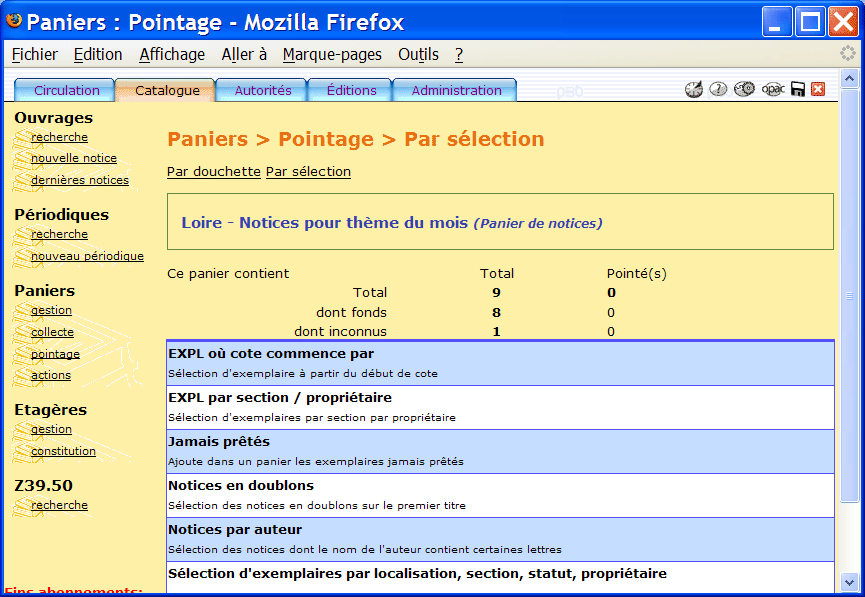 Paniers : Pointage - Mozilla Firefox
Fichier Edition Affichage Aller à Marque-pages Outils ?
Circulation Catalogue Autorités Éditions Administration pmb opac
Ouvrages
recherche
nouvelle notice
dernières notices
Périodiques
recherche
nouveau périodique
Paniers
gestion
collecte
pointage
actions
Etagères
gestion
constitution
Z39.50
recherche
Fins abonnements:
Paniers > Pointage > Par sélection
Par douchette Par sélection
Loire - Notices pour thème du mois (Panier de notices)
Ce panier contient Total Pointé(s)
Total 9 0
dont fonds 8 0
dont inconnus 1 0
EXPL où cote commence par
Sélection d'exemplaire à partir du début de cote
EXPL par section / propriétaire
Sélection d'exemplaires par section par propriétaire
Jamais prêtés
Ajoute dans un panier les exemplaires jamais prêtés
Notices en doublons
Sélection des notices en doublons sur le premier titre
Notices par auteur
Sélection des notices dont le nom de l'auteur contient certaines lettres
Sélection d'exemplaires par localisation, section, statut, propriétaire